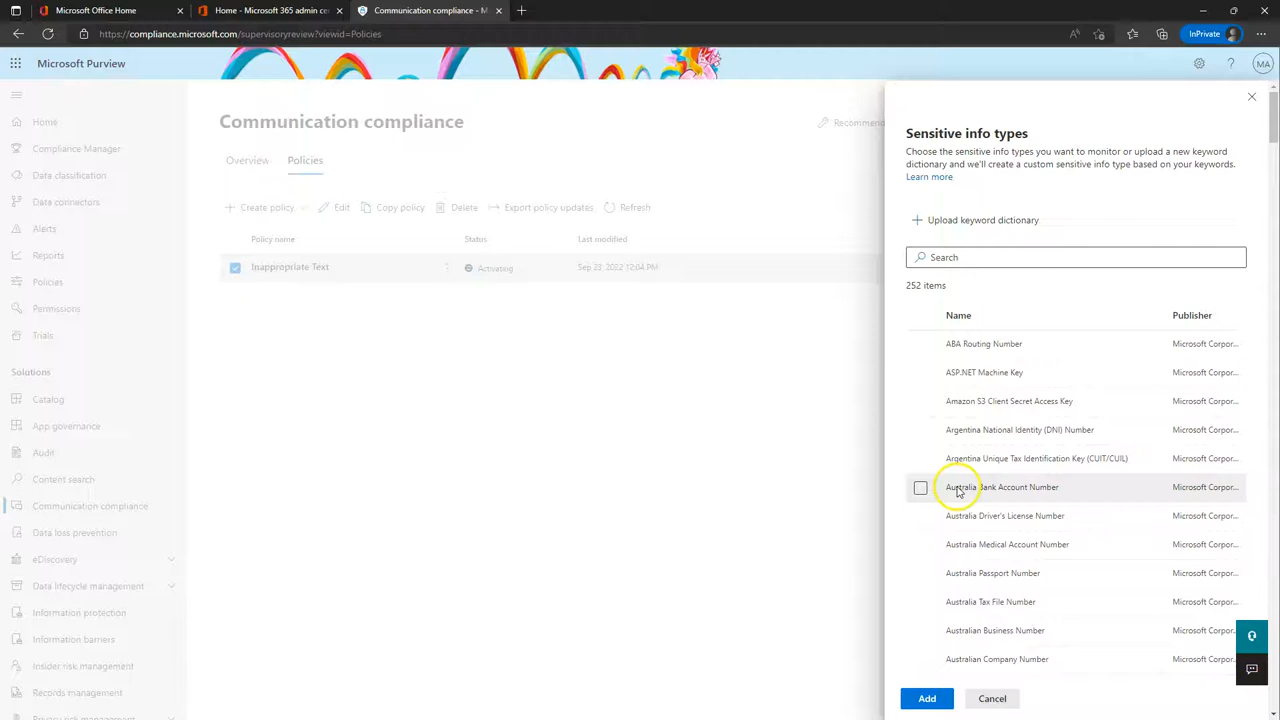 Microsoft Office Home
Home - Microsoft 365 admin cen
Communication compliance - M
https://compliance.microsoft.com/supervisoryreview?viewid=Policies
InPrivate
Microsoft Purview
MA
Home
Compliance Manager
Data classification
Data connectors
Alerts
Reports
Policies
Permissions
Trials
Solutions
Catalog
App governance
Audit
Content search
Communication compliance
Data loss prevention
eDiscovery
Data lifecycle management
Information protection
Information barriers
Insider risk management
Records management
Privacy risk management
Communication compliance
Recommend
Overview
Policies
Create policy
Edit
Copy policy
Delete
Export policy updates
Refresh
Policy name
Status
Last modified
Inappropriate Text
Activating
Sep 23, 2022 12:04 PM
Sensitive info types
Choose the sensitive info types you want to monitor or upload a new keyword
dictionary and we'll create a custom sensitive info type based on your keywords.
Learn more
Upload keyword dictionary
Search
252 items
Name Publisher
ABA Routing Number Microsoft Corpor...
ASP.NET Machine Key Microsoft Corpor...
Amazon S3 Client Secret Access Key Microsoft Corpor...
Argentina National Identity (DNI) Number Microsoft Corpor...
Argentina Unique Tax Identification Key (CUIT/CUIL) Microsoft Corpor...
Australia Bank Account Number Microsoft Corpor...
Australia Driver's License Number Microsoft Corpor...
Australia Medical Account Number Microsoft Corpor...
Australia Passport Number Microsoft Corpor...
Australia Tax File Number Microsoft Corpor...
Australian Business Number Microsoft Corpor...
Australian Company Number Microsoft Corpor...
Add
Cancel